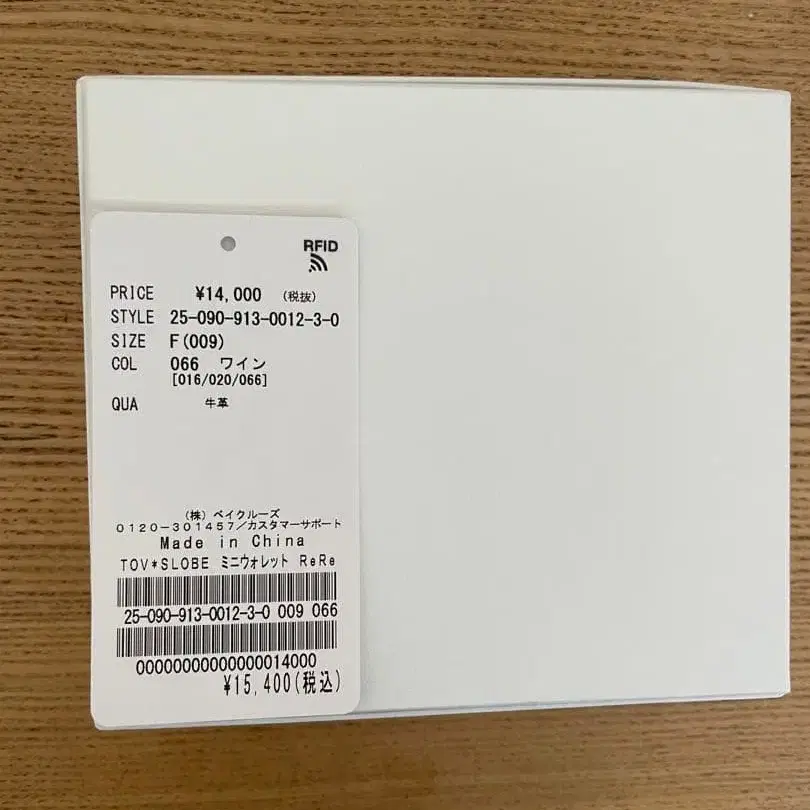 RFID
PRICE ¥14,000 (税抜)
STYLE 25-090-913-0012-3-0
SIZE F(009)
COL 066 ワイン
[016/020/066]
QUA 牛革
(株)ベイクルーズ
0120-301457/カスタマーサポート
Made in China
TOV*SLOBE ミニウォレット ReRe
25-090-913-0012-3-0 009 066
00000000000000014000
¥15,400(税込)